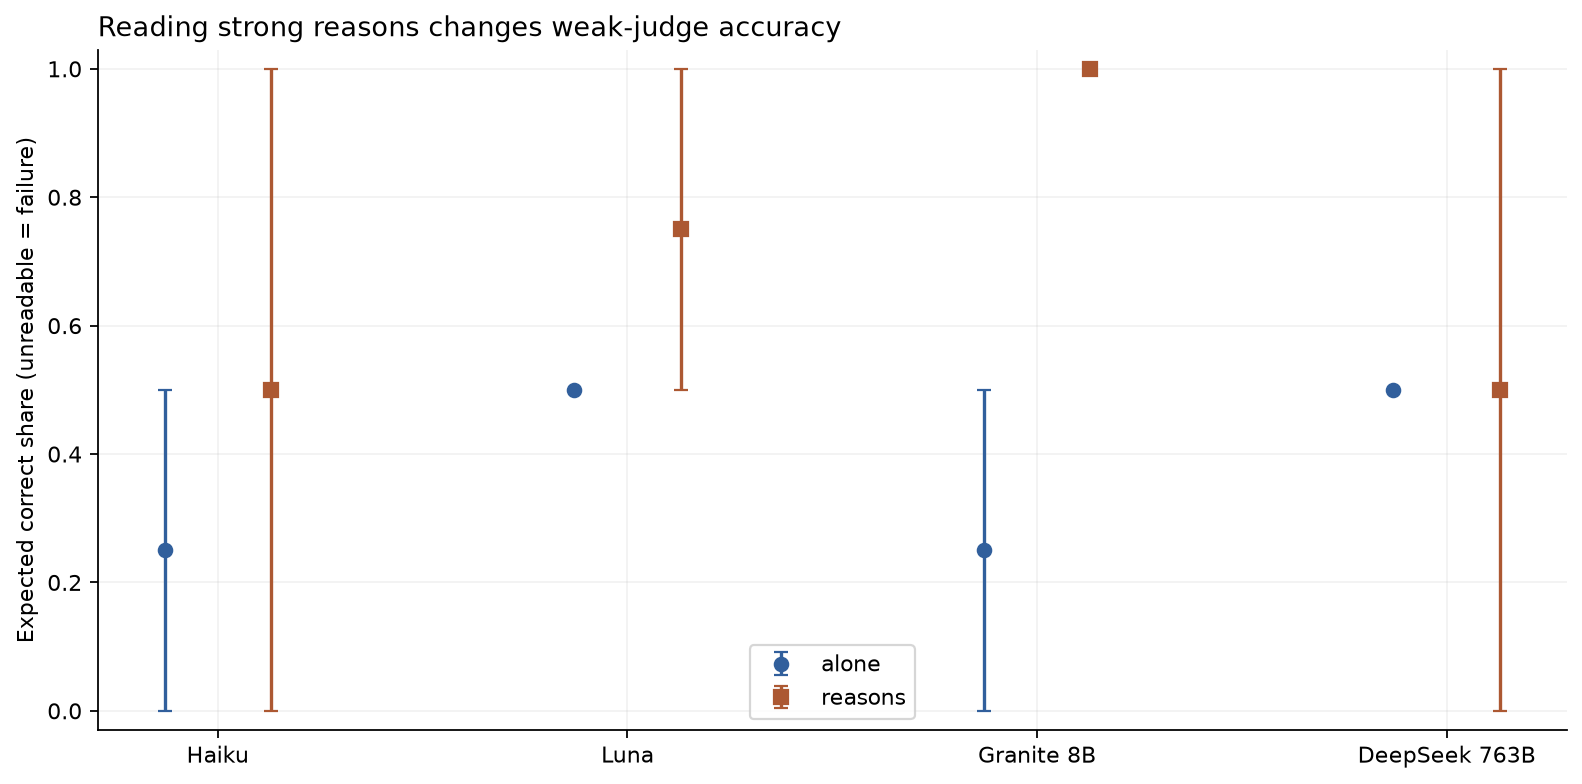 Reading strong reasons changes weak-judge accuracy
Expected correct share (unreadable = failure)
1.0
0.8
0.6
0.4
0.2
0.0
alone
reasons
Haiku
Luna
Granite 8B
DeepSeek 763B